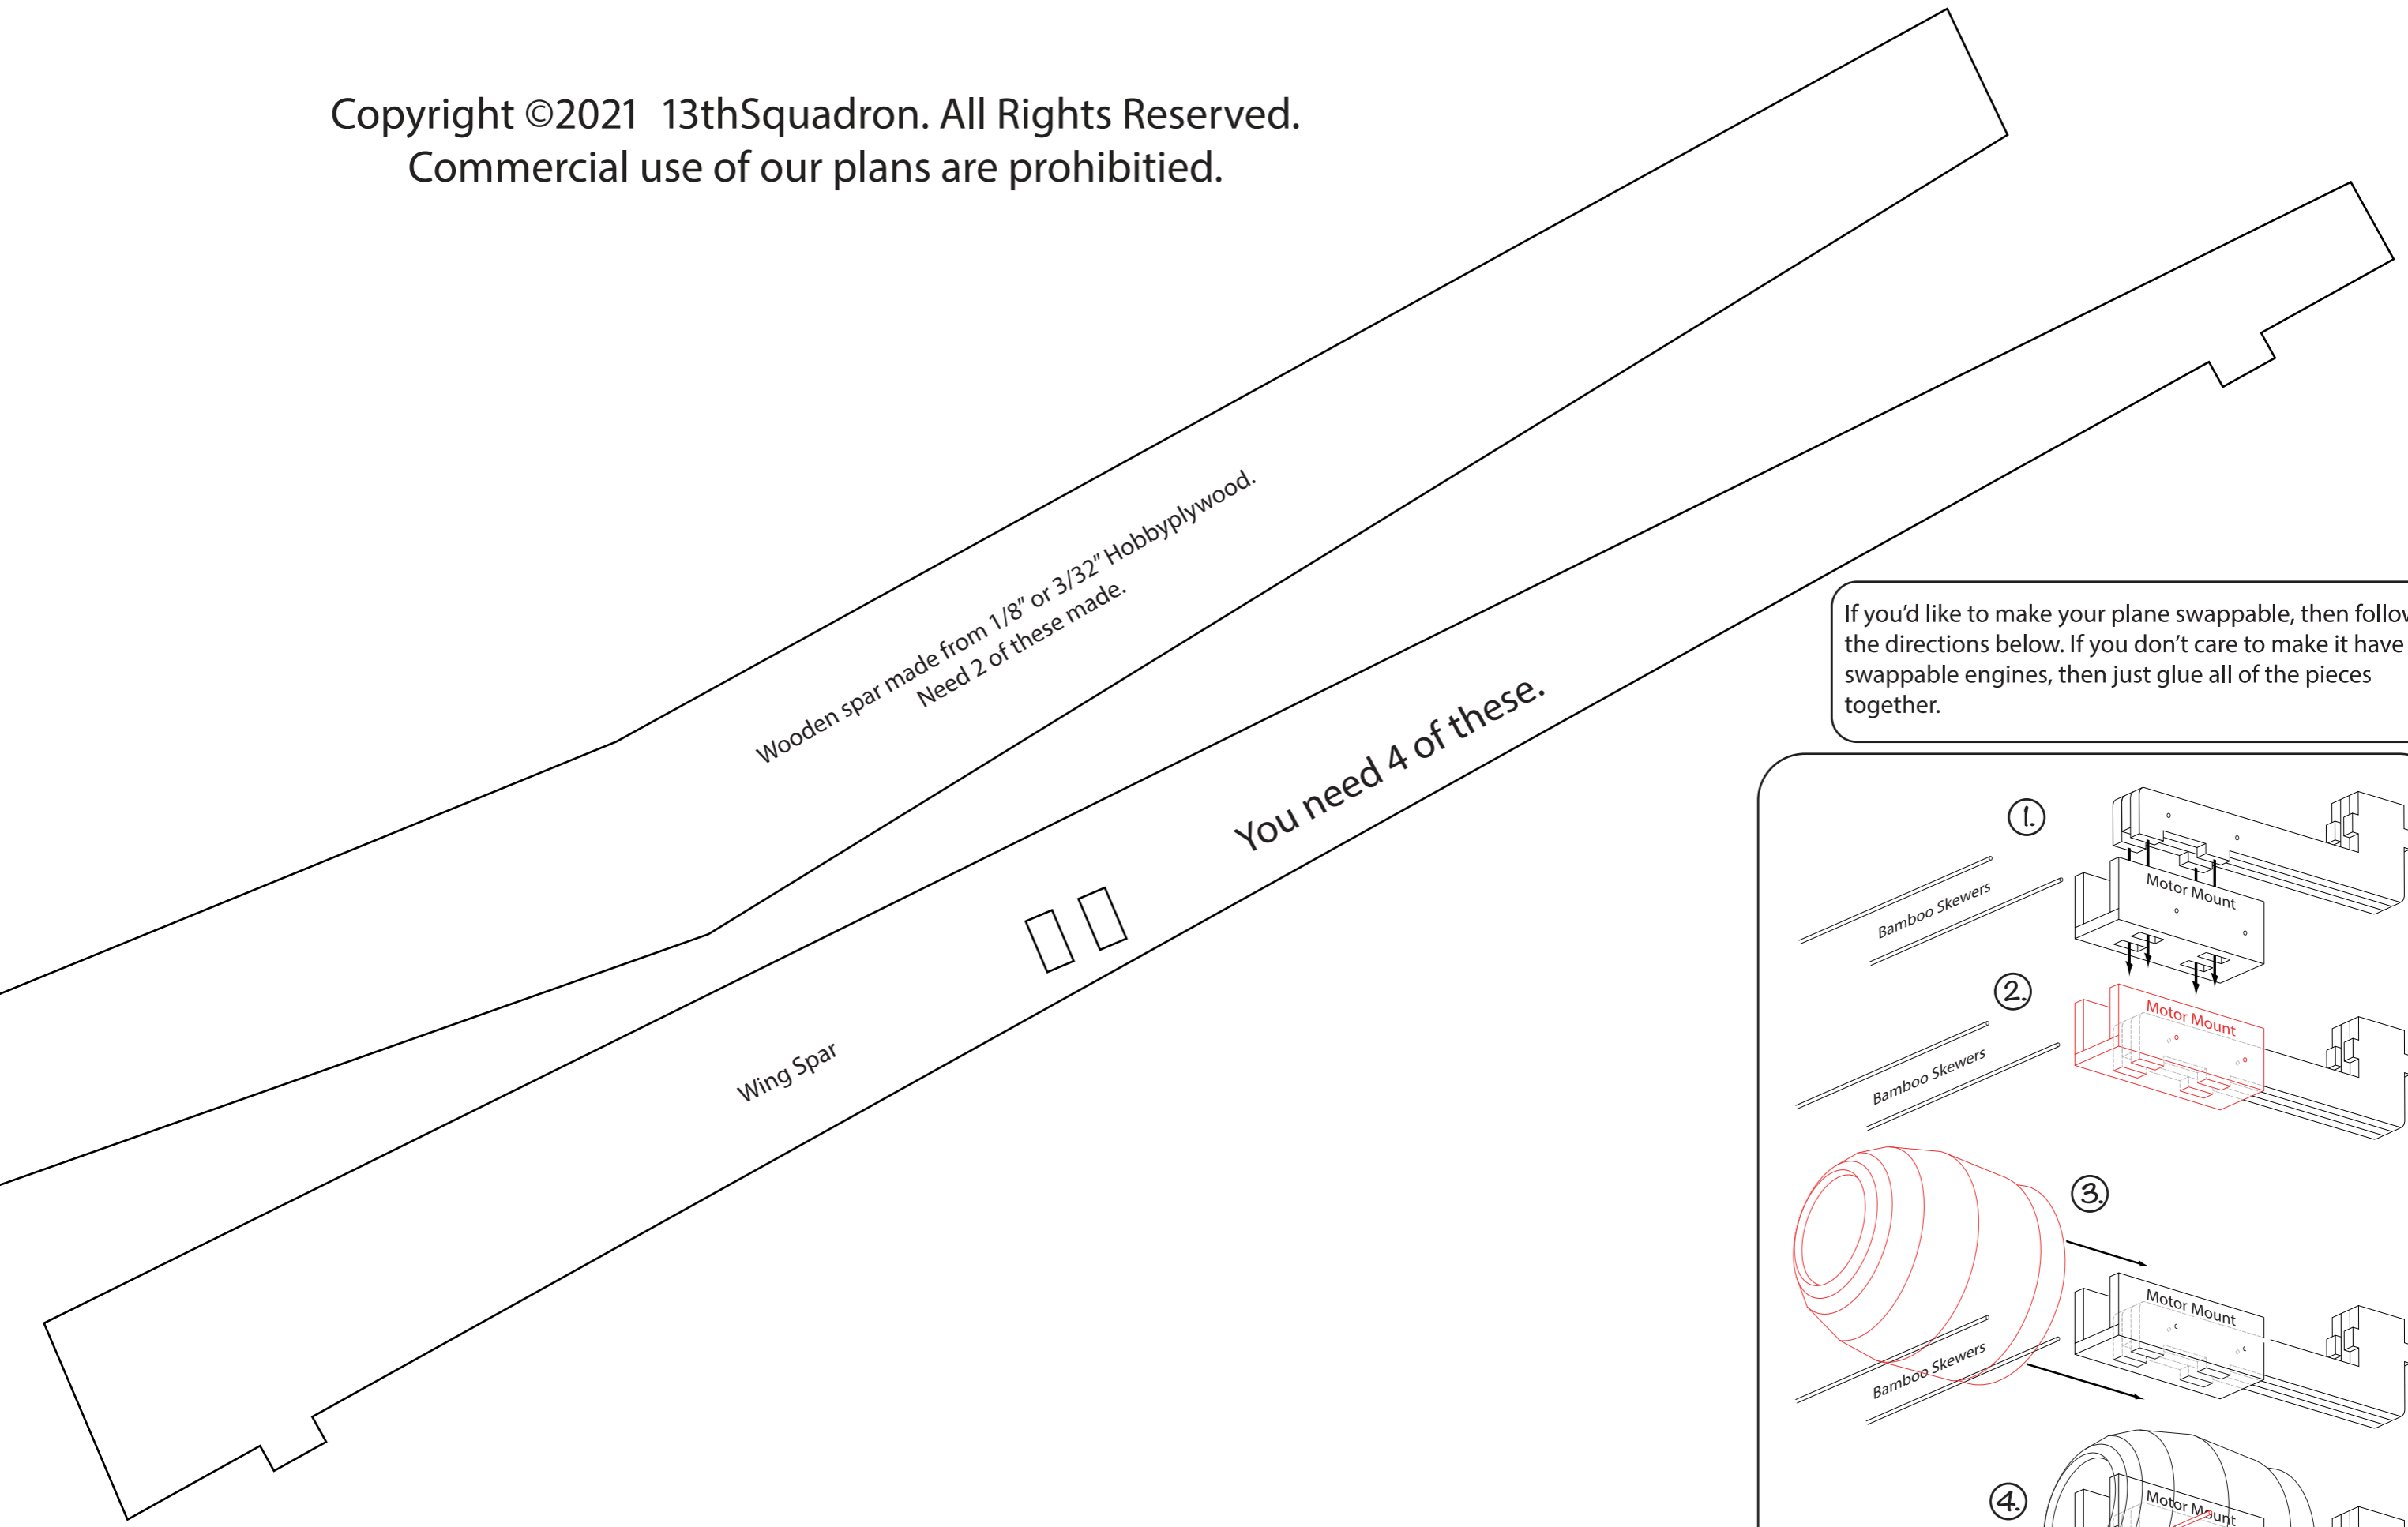 Copyright ©2021 13thSquadron. All Rights Reserved.
Commercial use of our plans are prohibitied.
Wooden spar made from 1/8" or 3/32" Hobbyplywood.
Need 2 of these made.
You need 4 of these.
Wing Spar
If you'd like to make your plane swappable, then follow
the directions below. If you don't care to make it have
swappable engines, then just glue all of the pieces
together.
1.
Motor Mount
Bamboo Skewers
2.
Motor Mount
Bamboo Skewers
3.
Motor Mount
Bamboo Skewers
4.
Motor Mount